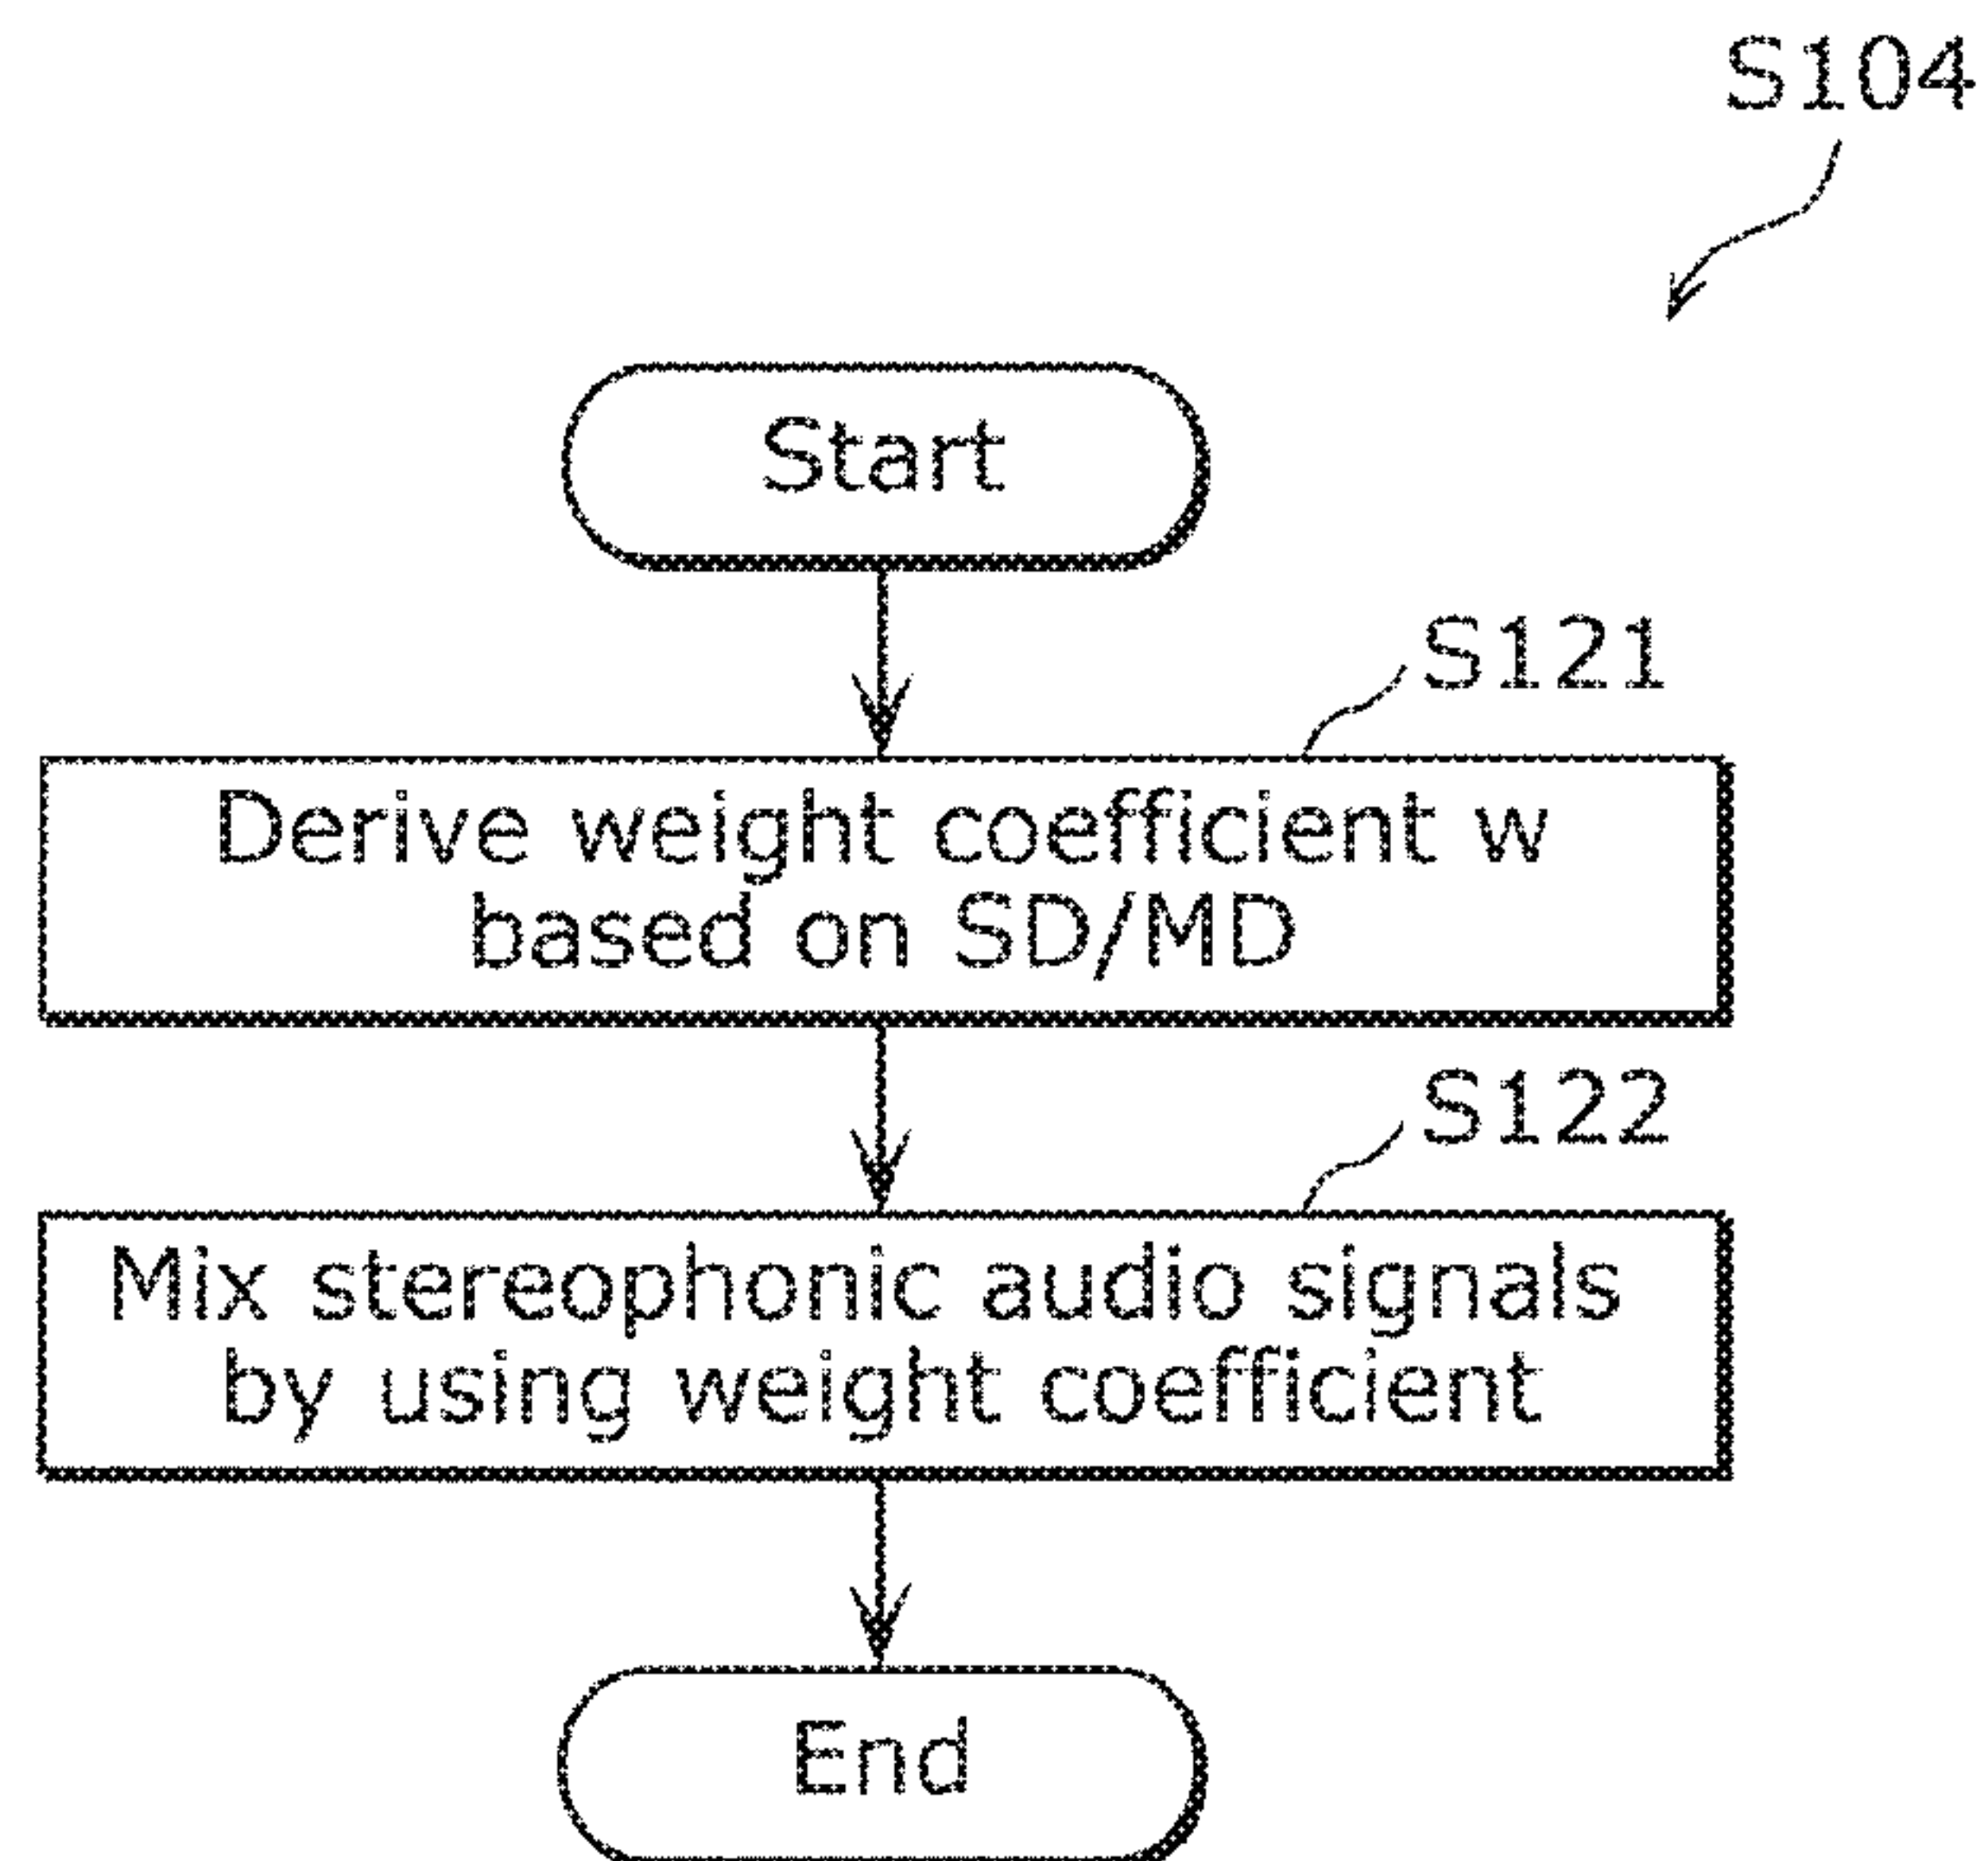 S104
Start
S121
Derive weight coefficient w
based on SD/MD
S122
Mix stereophonic audio signals
by using weight coefficient
End